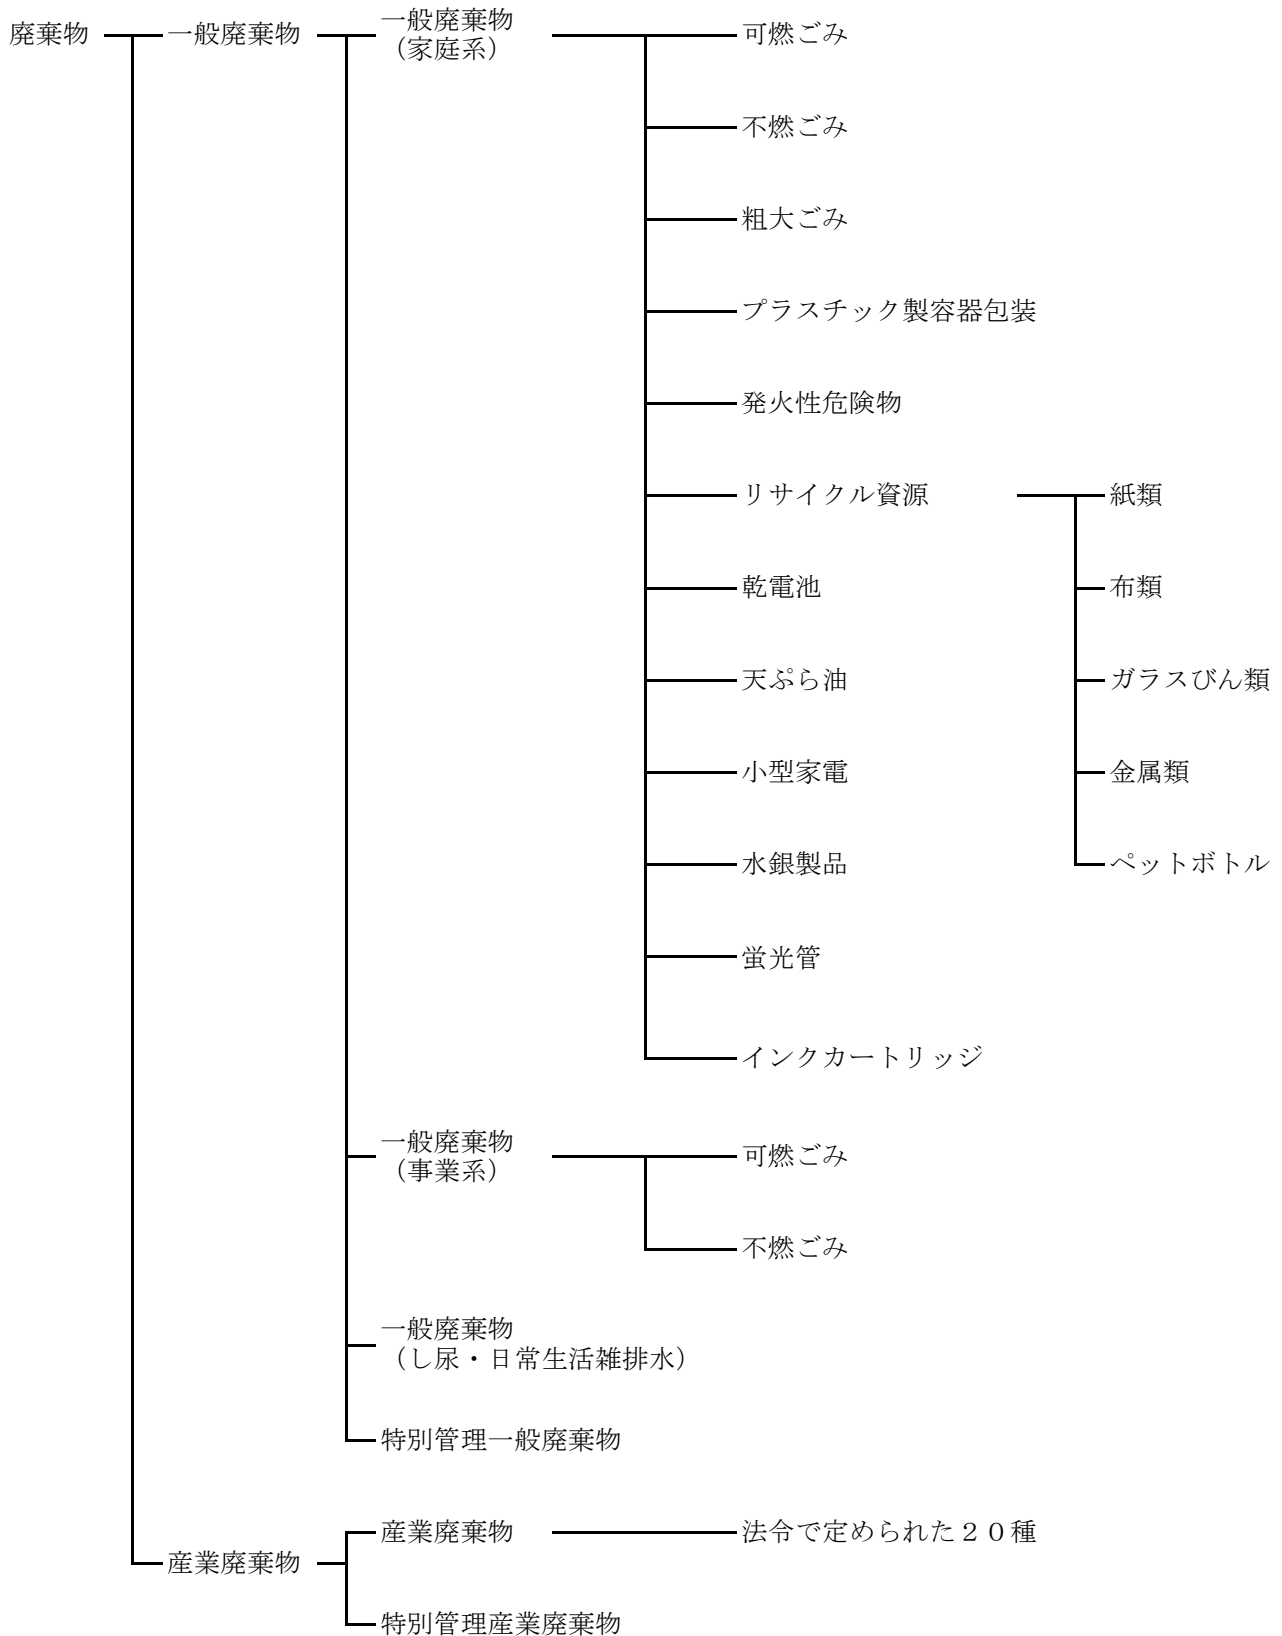 廃棄物
一般廃棄物
一般廃棄物
（家庭系）
可燃ごみ
不燃ごみ
粗大ごみ
プラスチック製容器包装
発火性危険物
リサイクル資源
紙類
乾電池
布類
天ぷら油
ガラスびん類
小型家電
金属類
水銀製品
ペットボトル
蛍光管
インクカートリッジ
一般廃棄物
（事業系）
可燃ごみ
不燃ごみ
一般廃棄物
（し尿・日常生活雑排水）
特別管理一般廃棄物
産業廃棄物
産業廃棄物
法令で定められた２０種
特別管理産業廃棄物